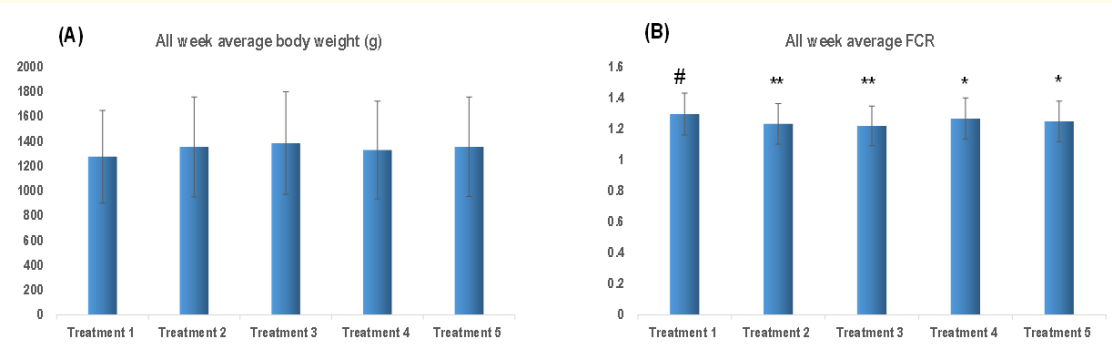 (A)
All week average body weight (g)
2000
1800
1600
1400
1200
1000
800
600
400
200
0
Treatment 1 Treatment 2 Treatment 3 Treatment 4 Treatment 5
(B)
All week average FCR
1.6
1.4
1.2
1
0.8
0.6
0.4
0.2
0
# ** ** * *
Treatment 1 Treatment 2 Treatment 3 Treatment 4 Treatment 5